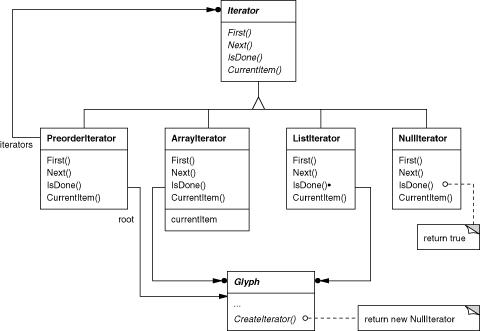 Iterator
First()
Next()
IsDone()
CurrentItem()
iterators
PreorderIterator
First()
Next()
IsDone()
CurrentItem()
root
ArrayIterator
First()
Next()
IsDone()
CurrentItem()
currentItem
ListIterator
First()
Next()
IsDone()
CurrentItem()
NullIterator
First()
Next()
IsDone()
CurrentItem()
return true
Glyph
...
CreateIterator()
return new NullIterator